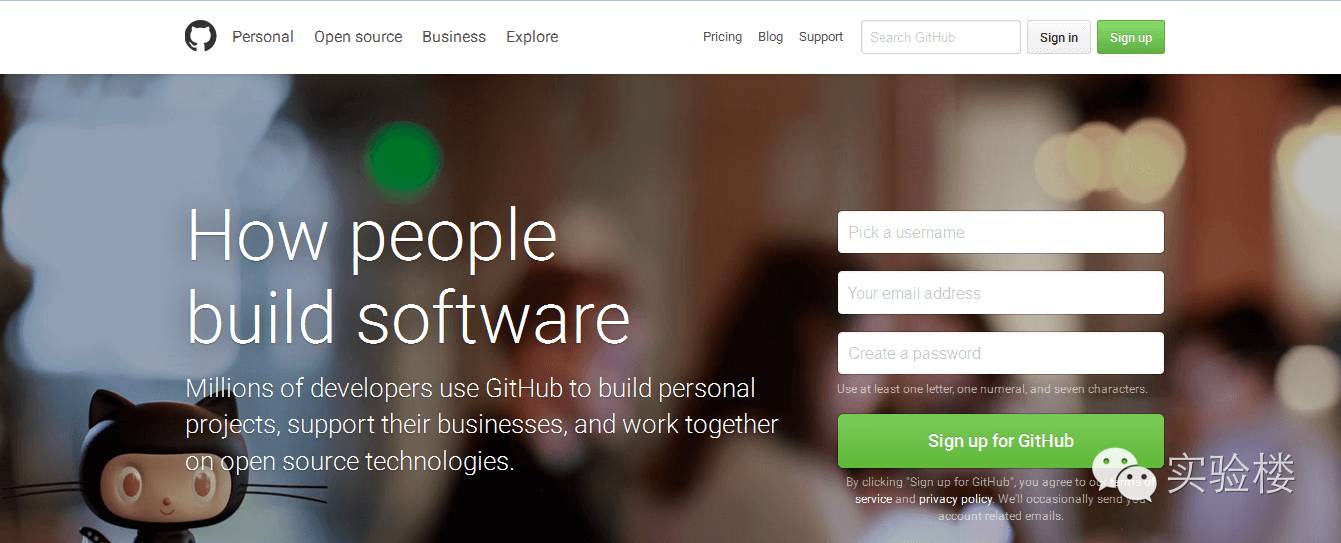 Personal Open source Business Explore Pricing Blog Support Search GitHub Sign in Sign up
How people
build software
Millions of developers use GitHub to build personal
projects, support their businesses, and work together
on open source technologies.
Pick a username
Your email address
Create a password
Use at least one letter, one numeral, and seven characters.
Sign up for GitHub
By clicking "Sign up for GitHub", you agree to our terms of
service and privacy policy. We'll occasionally send you
account related emails.
实验楼